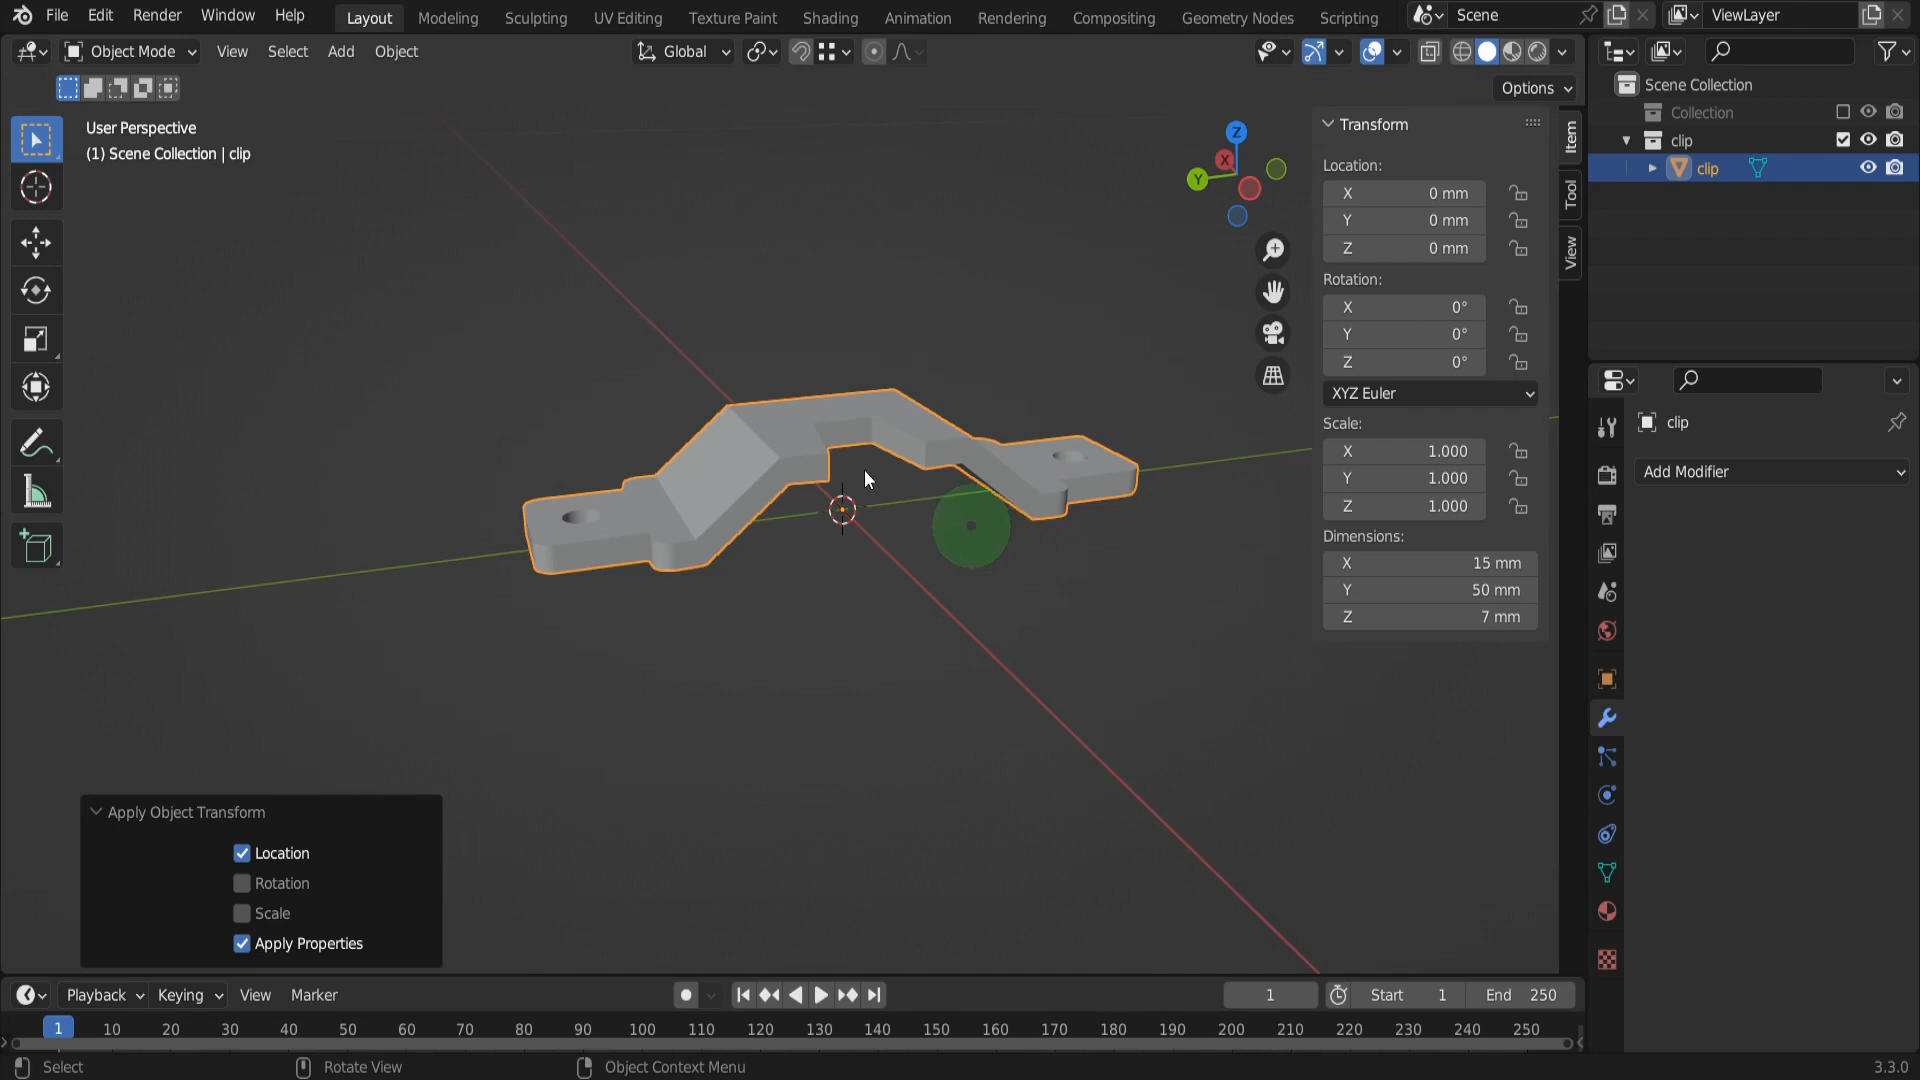 File Edit Render Window Help Layout Modeling Sculpting UV Editing Texture Paint Shading Animation Rendering Compositing Geometry Nodes Scripting Scene ViewLayer
Object Mode View Select Add Object Global
Options
User Perspective
(1) Scene Collection | clip
Z
X
Y
Transform
Location:
X 0 mm
Y 0 mm
Z 0 mm
Rotation:
X 0°
Y 0°
Z 0°
XYZ Euler
Scale:
X 1.000
Y 1.000
Z 1.000
Dimensions:
X 15 mm
Y 50 mm
Z 7 mm
Item
Tool
View
Scene Collection
Collection
clip
clip
clip
Add Modifier
Apply Object Transform
Location
Rotation
Scale
Apply Properties
Playback Keying View Marker 1 Start 1 End 250
1 10 20 30 40 50 60 70 80 90 100 110 120 130 140 150 160 170 180 190 200 210 220 230 240 250
Select Rotate View Object Context Menu 3.3.0